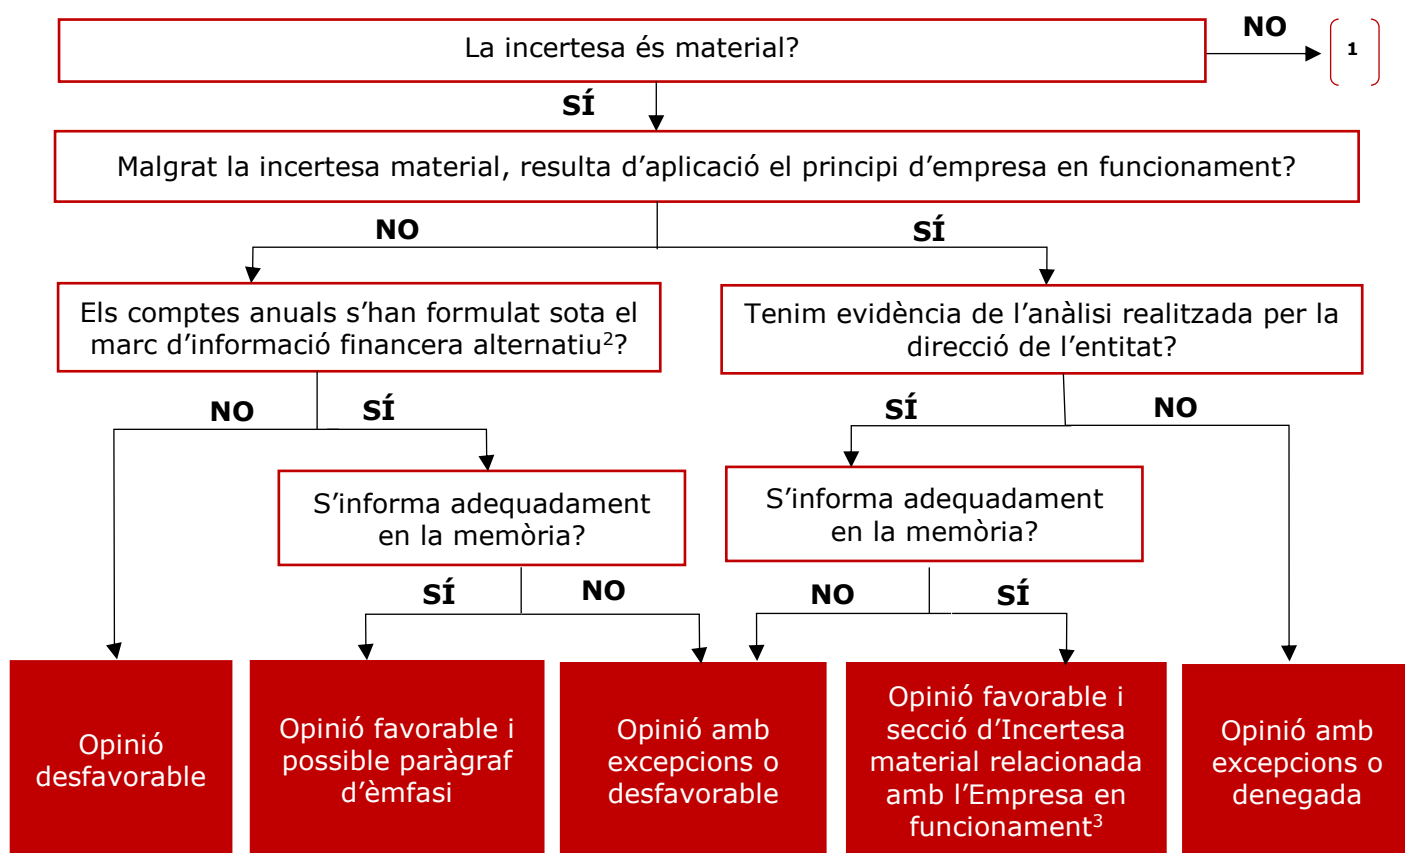 La incertesa és material?
NO
1
SÍ
Malgrat la incertesa material, resulta d’aplicació el principi d’empresa en funcionament?
NO
SÍ
Els comptes anuals s’han formulat sota el
marc d’informació financera alternatiu²?
Tenim evidència de l’anàlisi realitzada per la
direcció de l’entitat?
NO
SÍ
SÍ
NO
S’informa adequadament
en la memòria?
S’informa adequadament
en la memòria?
SÍ
NO
NO
SÍ
Opinió
desfavorable
Opinió favorable i
possible paràgraf
d’èmfasi
Opinió amb
excepcions o
desfavorable
Opinió favorable i
secció d’Incertesa
material relacionada
amb l’Empresa en
funcionament³
Opinió amb
excepcions o
denegada